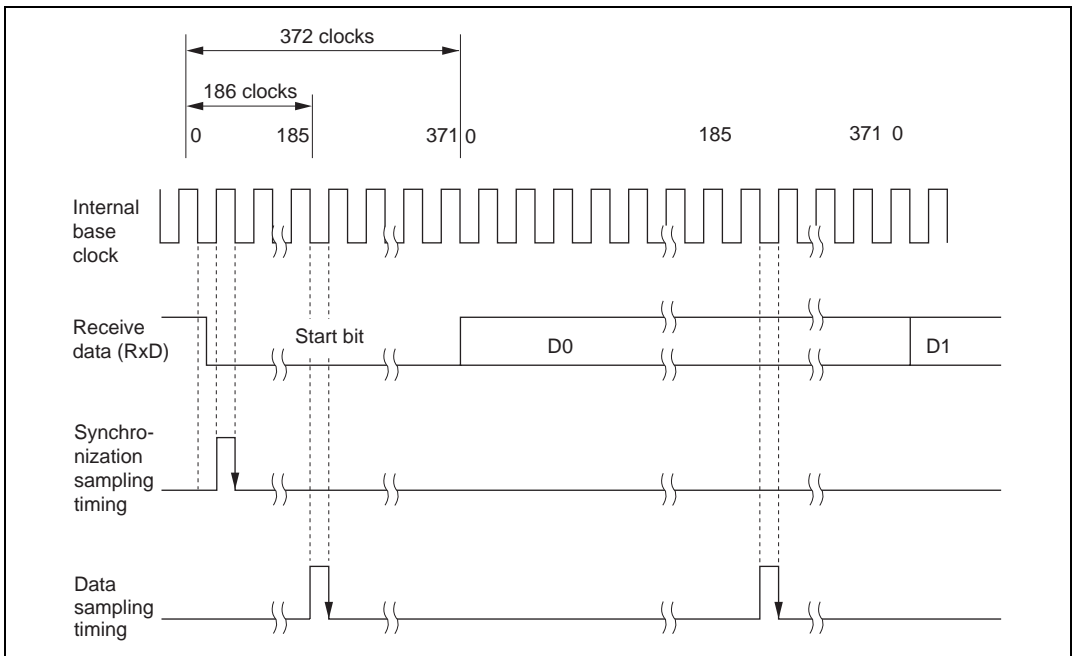 372 clocks
186 clocks
0 185 371 0 185 371 0
Internal
base
clock
Receive
data (RxD)
Start bit
D0
D1
Synchro-
nization
sampling
timing
Data
sampling
timing